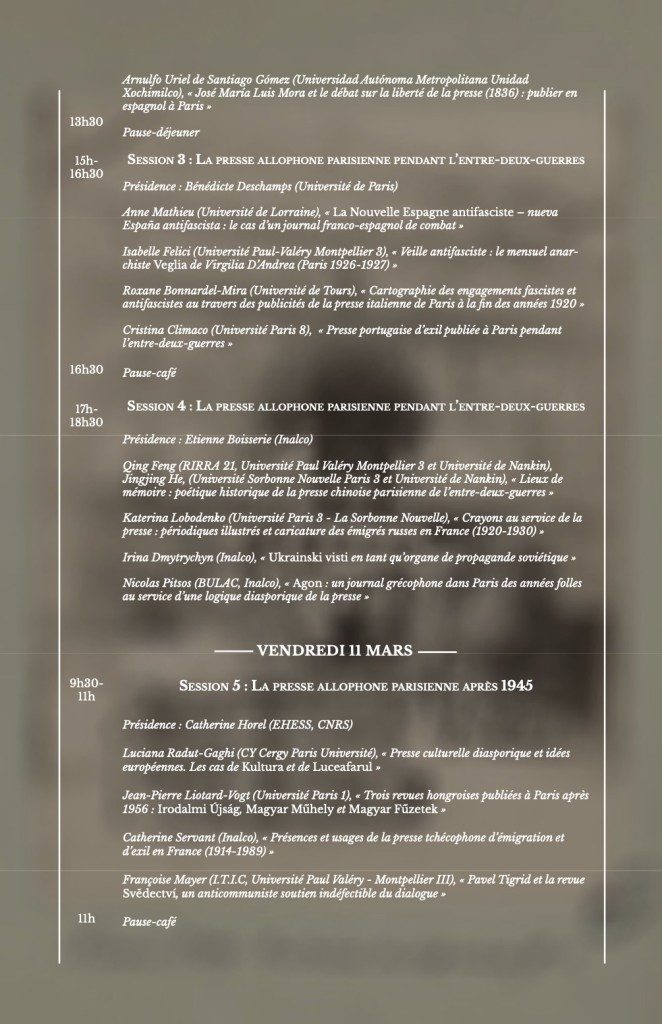 Arnulfo Uriel de Santiago Gómez (Universidad Autónoma Metropolitana Unidad
Xochimilco), « José María Luis Mora et le débat sur la liberté de la presse (1836) : publier en
espagnol à Paris »
13h30
Pause-déjeuner
15h-
16h30
Session 3 : La presse allophone parisienne pendant l'entre-deux-guerres
Présidence : Bénédicte Deschamps (Université de Paris)
Anne Mathieu (Université de Lorraine), « La Nouvelle Espagne antifasciste – nueva
España antifascista : le cas d'un journal franco-espagnol de combat »
Isabelle Felici (Université Paul-Valéry Montpellier 3), « Veille antifasciste : le mensuel anar-
chiste Veglia de Virgilia D'Andrea (Paris 1926-1927) »
Roxane Bonnardel-Mira (Université de Tours), « Cartographie des engagements fascistes et
antifascistes au travers des publicités de la presse italienne de Paris à la fin des années 1920 »
Cristina Climaco (Université Paris 8), « Presse portugaise d'exil publiée à Paris pendant
l'entre-deux-guerres »
16h30
Pause-café
17h-
18h30
Session 4 : La presse allophone parisienne pendant l'entre-deux-guerres
Présidence : Etienne Boisserie (Inalco)
Qing Feng (RIRRA 21, Université Paul Valéry Montpellier 3 et Université de Nankin),
Jingjing He, (Université Sorbonne Nouvelle Paris 3 et Université de Nankin), « Lieux de
mémoire : poétique historique de la presse chinoise parisienne de l'entre-deux-guerres »
Katerina Lobodenko (Université Paris 3 - La Sorbonne Nouvelle), « Crayons au service de la
presse : périodiques illustrés et caricature des émigrés russes en France (1920-1930) »
Irina Dmytrychyn (Inalco), « Ukrainski visti en tant qu'organe de propagande soviétique »
Nicolas Pitsos (BULAC, Inalco), « Agon : un journal grécophone dans Paris des années folles
au service d'une logique diasporique de la presse »
VENDREDI 11 MARS
9h30-
11h
Session 5 : La presse allophone parisienne après 1945
Présidence : Catherine Horel (EHESS, CNRS)
Luciana Radut-Gaghi (CY Cergy Paris Université), « Presse culturelle diasporique et idées
européennes. Les cas de Kultura et de Luceafarul »
Jean-Pierre Liotard-Vogt (Université Paris 1), « Trois revues hongroises publiées à Paris après
1956 : Irodalmi Újság, Magyar Műhely et Magyar Fűzetek »
Catherine Servant (Inalco), « Présences et usages de la presse tchécophone d'émigration et
d'exil en France (1914-1989) »
Françoise Mayer (I.T.I.C, Université Paul Valéry - Montpellier III), « Pavel Tigrid et la revue
Svĕdectví, un anticommuniste soutien indéfectible du dialogue »
11h
Pause-café